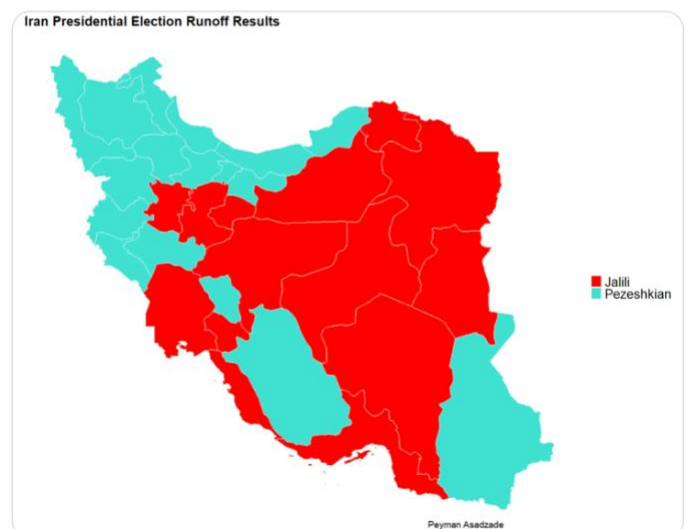 Iran Presidential Election Runoff Results
Jalili
Pezeshkian
Peyman Asadzade